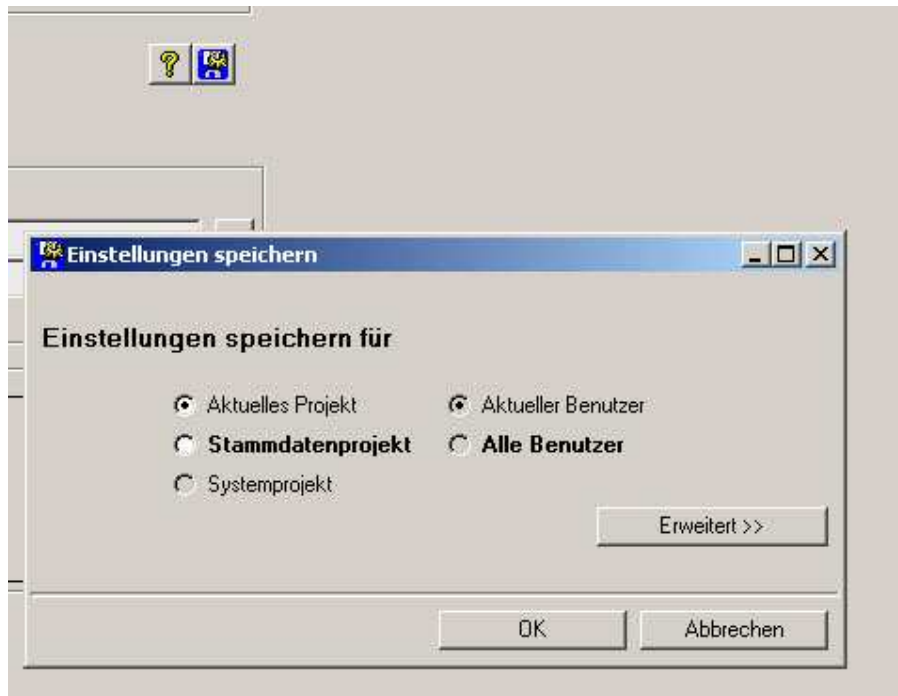 Einstellungen speichern
Einstellungen speichern für
Aktuelles Projekt Aktueller Benutzer
Stammdatenprojekt Alle Benutzer
Systemprojekt
Erweitert >>
OK Abbrechen